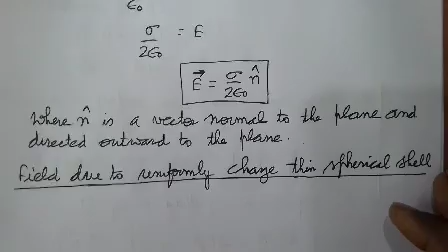 ε₀
σ/2ε₀ = E
E⃗ = σ/2ε₀ n̂
Where n̂ is a vector normal to the plane and
directed outward to the plane.
Field due to uniformly charge thin spherical shell